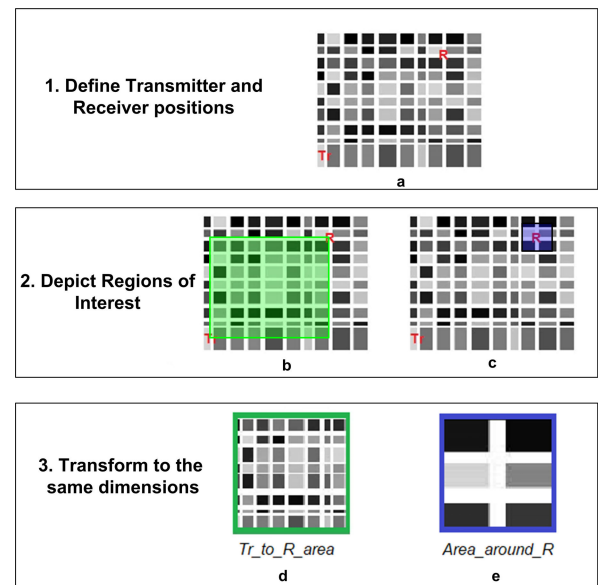 1. Define Transmitter and
Receiver positions
R
Tr
a
2. Depict Regions of
Interest
R
Tr
b
R
Tr
c
3. Transform to the
same dimensions
Tr_to_R_area
d
Area_around_R
e